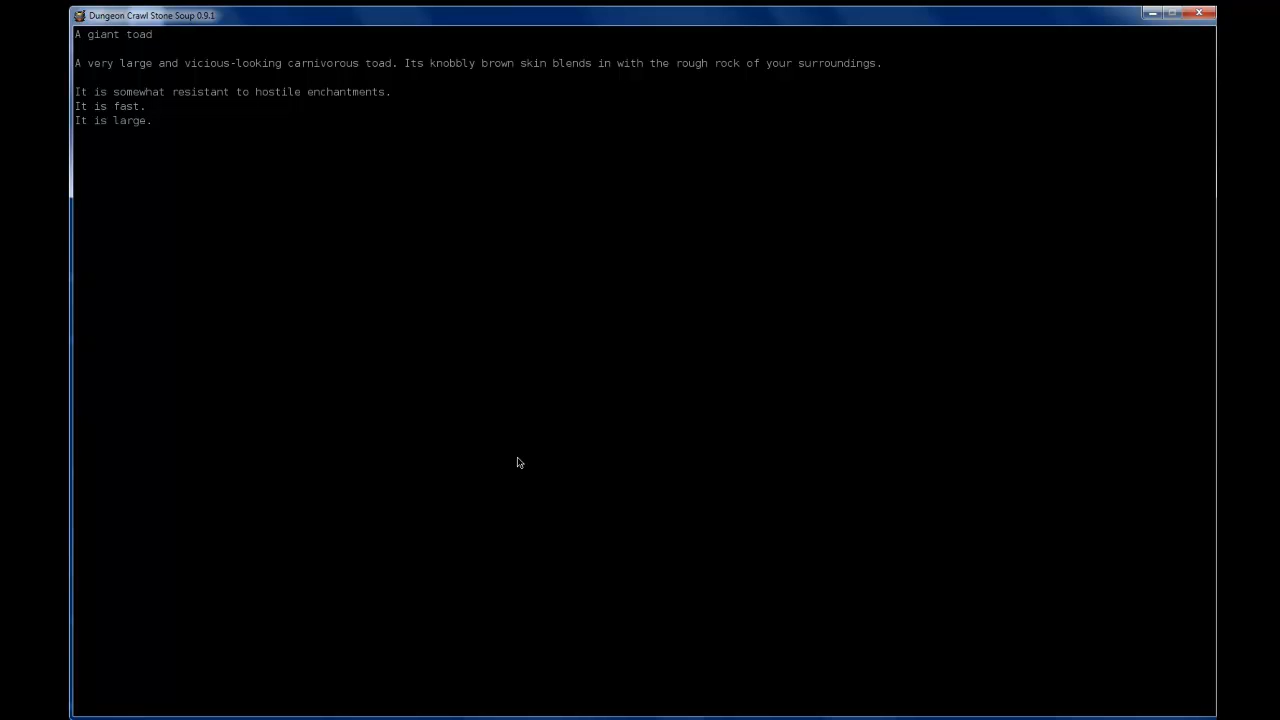 Dungeon Crawl Stone Soup 0.9.1
A giant toad
A very large and vicious-looking carnivorous toad. Its knobbly brown skin blends in with the rough rock of your surroundings.
It is somewhat resistant to hostile enchantments.
It is fast.
It is large.